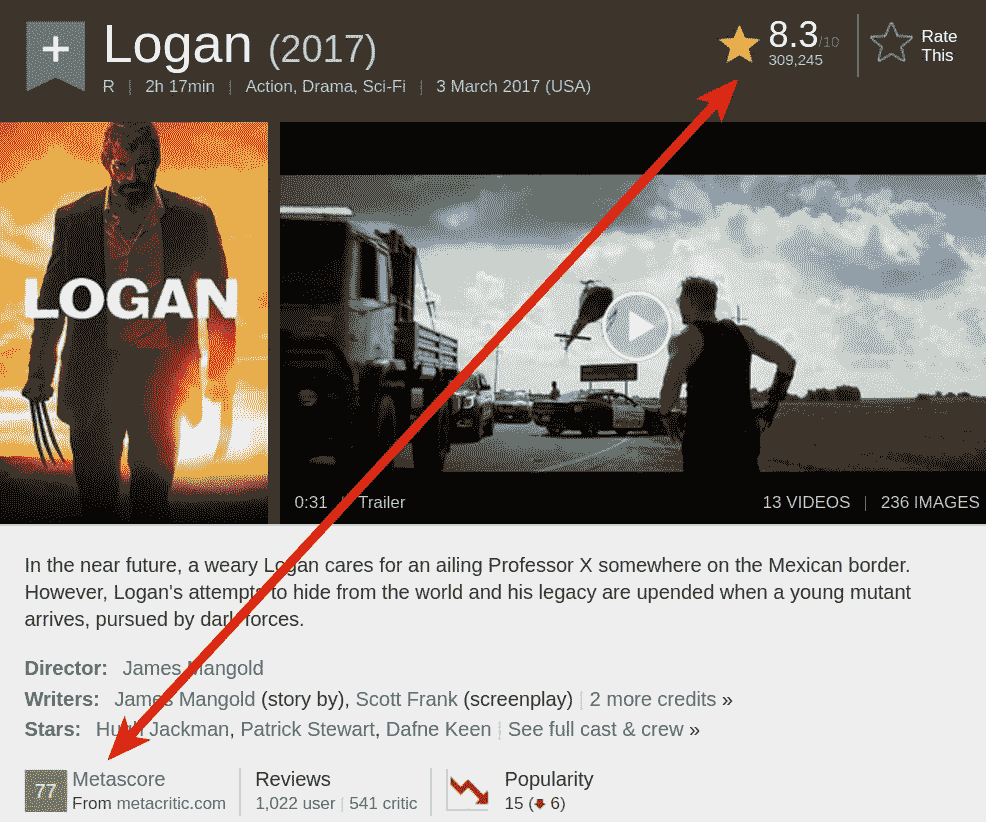 + Logan (2017)
R | 2h 17min | Action, Drama, Sci-Fi | 3 March 2017 (USA)
8.3/10
309,245
Rate
This
LOGAN
0:31 | Trailer
13 VIDEOS | 236 IMAGES
In the near future, a weary Logan cares for an ailing Professor X somewhere on the Mexican border.
However, Logan's attempts to hide from the world and his legacy are upended when a young mutant
arrives, pursued by dark forces.
Director: James Mangold
Writers: James Mangold (story by), Scott Frank (screenplay) | 2 more credits »
Stars: Hugh Jackman, Patrick Stewart, Dafne Keen | See full cast & crew »
77
Metascore
From metacritic.com
Reviews
1,022 user | 541 critic
Popularity
15 (6)